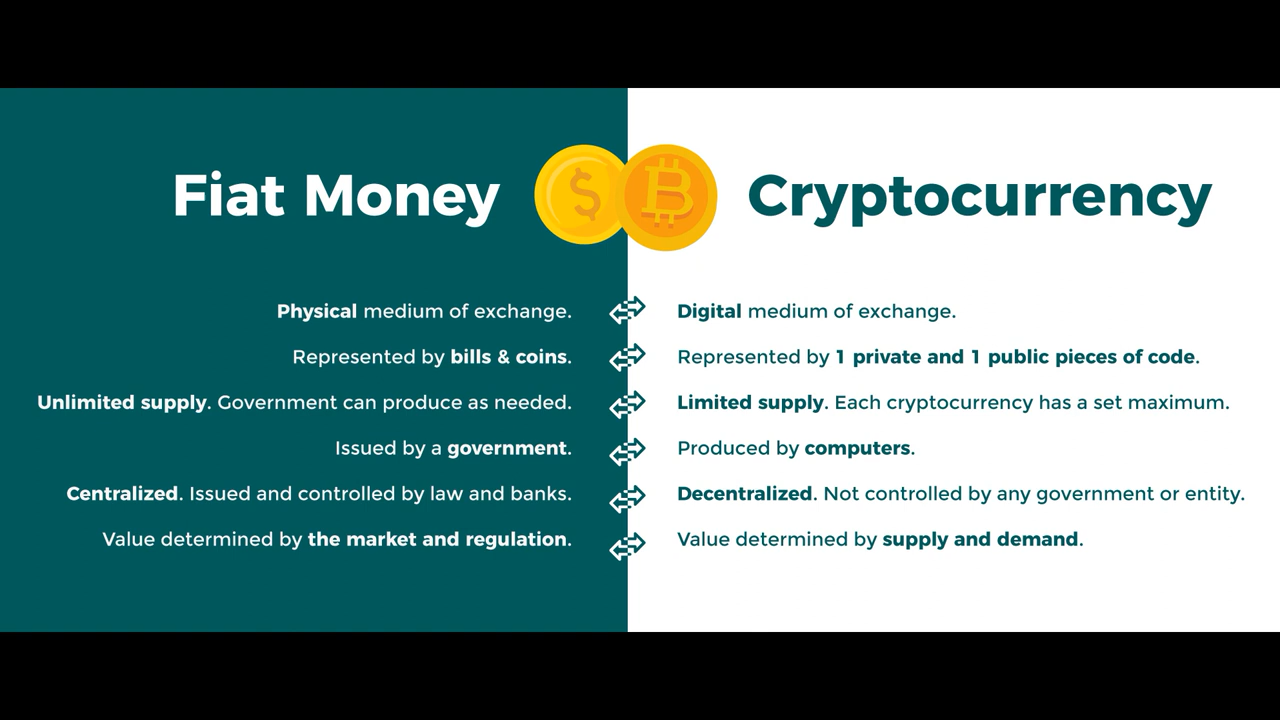 Fiat Money
Physical medium of exchange.
Represented by bills & coins.
Unlimited supply. Government can produce as needed.
Issued by a government.
Centralized. Issued and controlled by law and banks.
Value determined by the market and regulation.
Cryptocurrency
Digital medium of exchange.
Represented by 1 private and 1 public pieces of code.
Limited supply. Each cryptocurrency has a set maximum.
Produced by computers.
Decentralized. Not controlled by any government or entity.
Value determined by supply and demand.